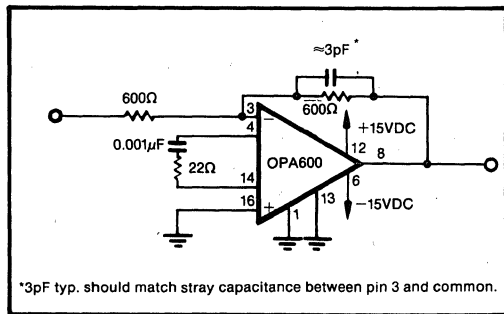 ≈3pF *
600Ω
600Ω
3
4
+15VDC
0.001μF
12
8
OPA600
22Ω
6
14
13
16
+
1
−15VDC
*3pF typ. should match stray capacitance between pin 3 and common.